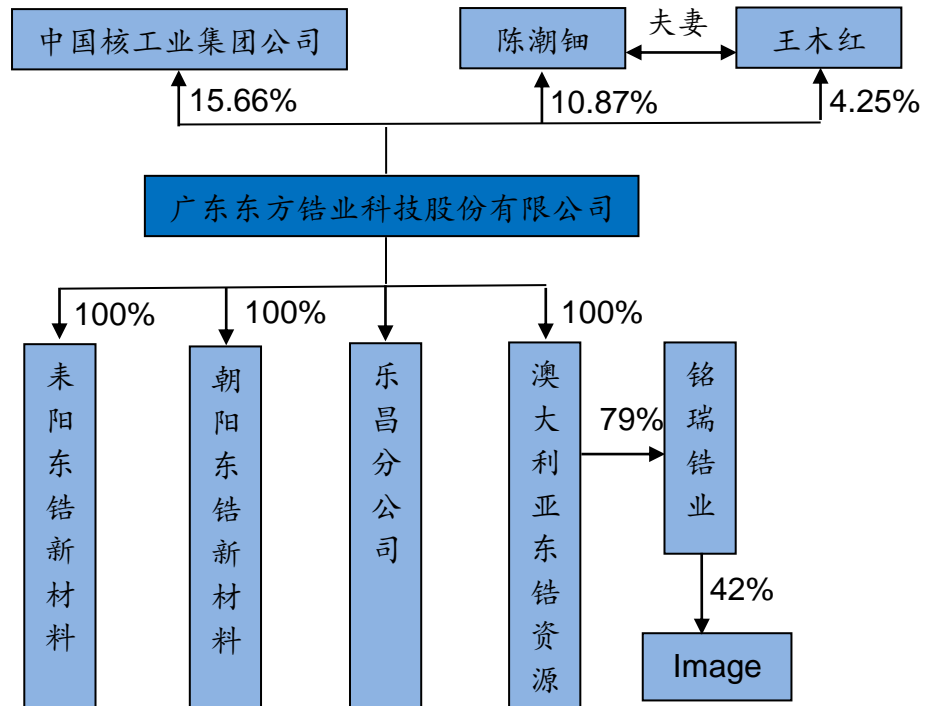 中国核工业集团公司
陈潮钿
夫妻
王木红
15.66%
10.87%
4.25%
广东东方锆业科技股份有限公司
100%
100%
100%
耒阳东锆新材料
朝阳东锆新材料
乐昌分公司
澳大利亚东锆资源
79%
铭瑞锆业
42%
Image